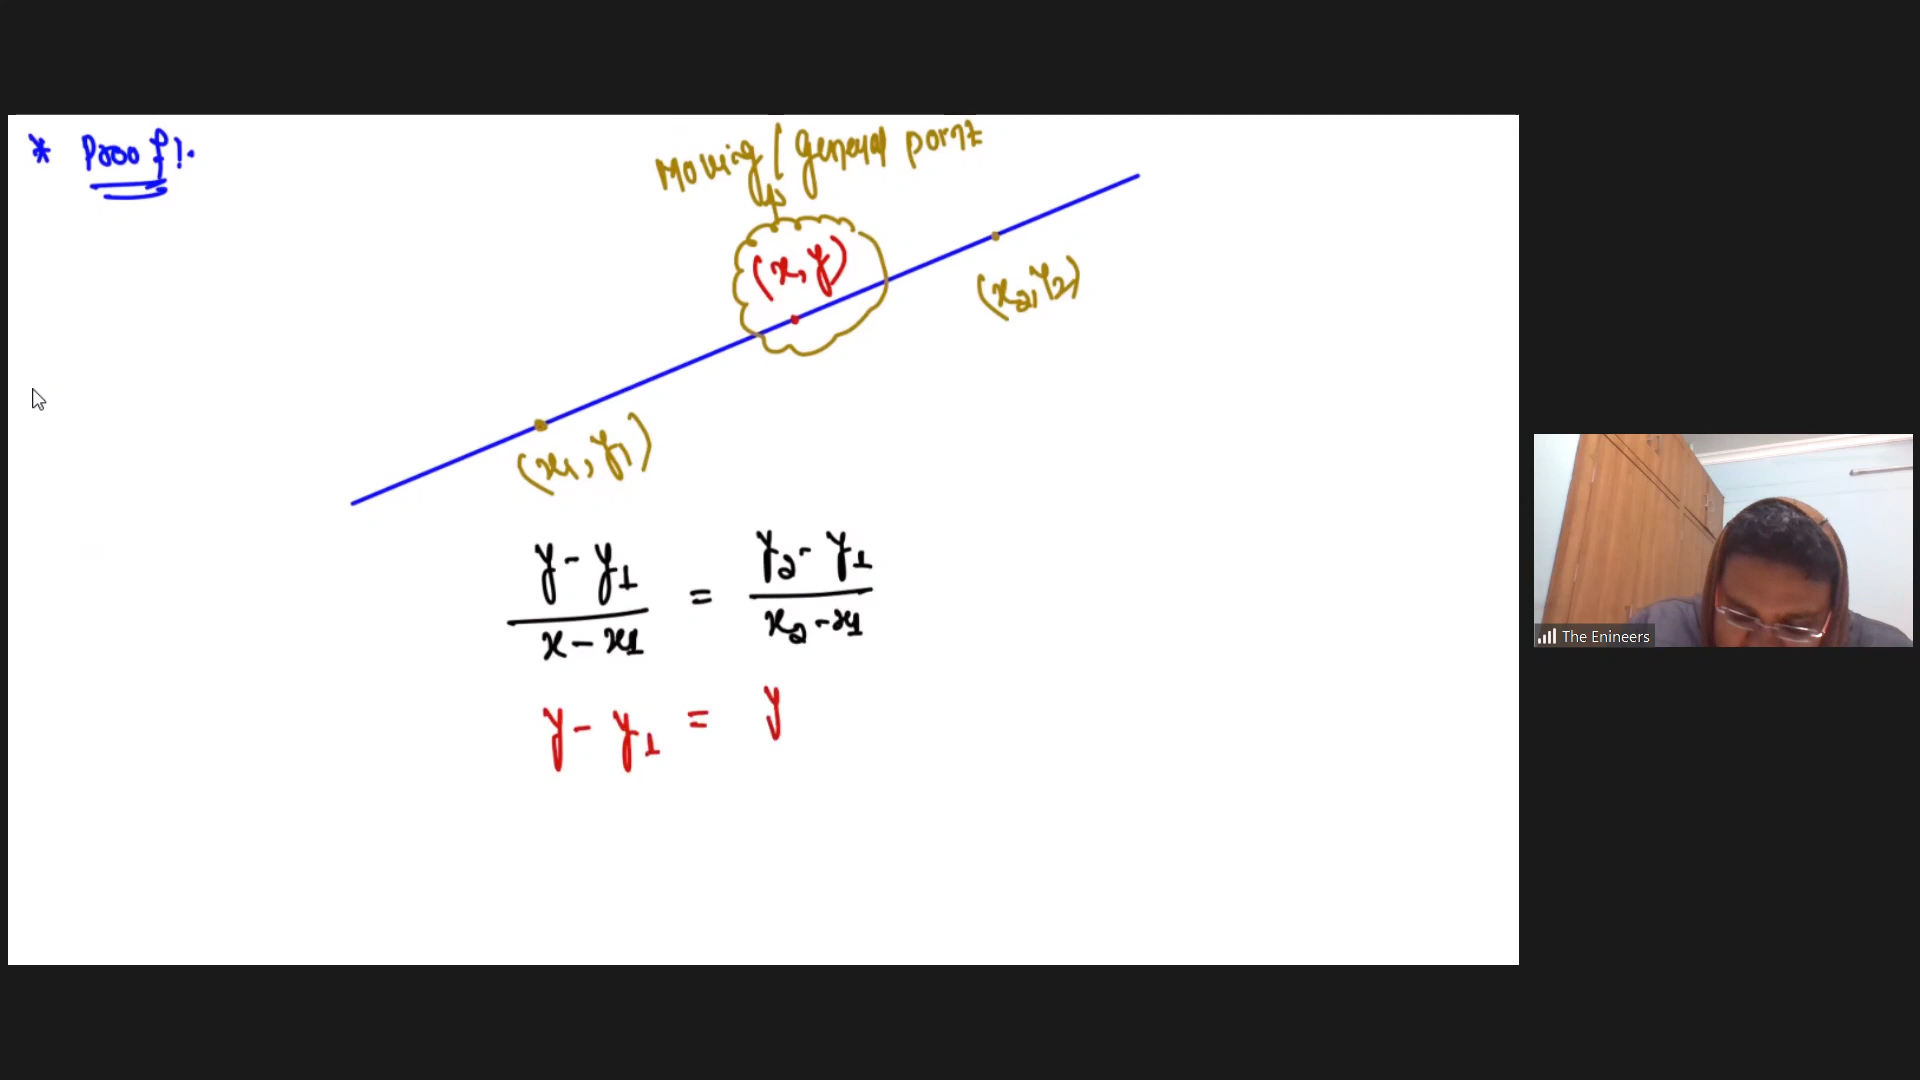 * Proof :-
Moving / general point
(x, y)
(x₂, y₂)
(x₁, y₁)
y - y₁ / x - x₁ = y₂ - y₁ / x₂ - x₁
y - y₁ = y
The Enineers